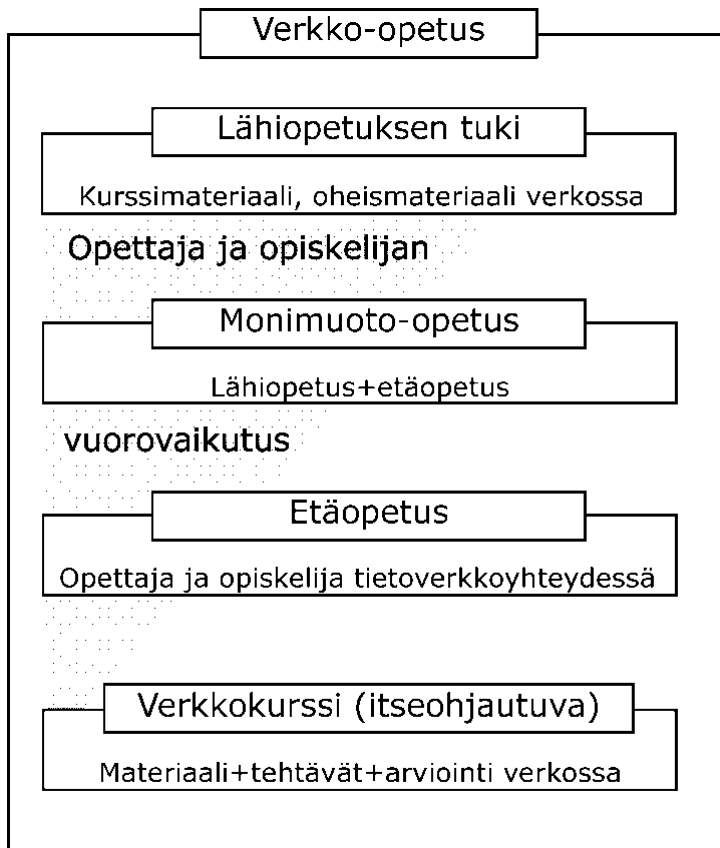 Verkko-opetus
Lähiopetuksen tuki
Kurssimateriaali, oheismateriaali verkossa
Opettaja ja opiskelijan
Monimuoto-opetus
Lähiopetus+etäopetus
vuorovaikutus
Etäopetus
Opettaja ja opiskelija tietoverkkoyhteydessä
Verkkokurssi (itseohjautuva)
Materiaali+tehtävät+arviointi verkossa